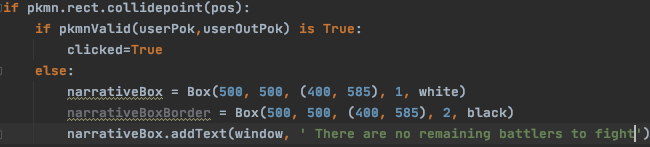 if pkmn.rect.collidepoint(pos):
    if pkmnValid(userPok,userOutPok) is True:
        clicked=True
    else:
        narrativeBox = Box(500, 500, (400, 585), 1, white)
        narrativeBoxBorder = Box(500, 500, (400, 585), 2, black)
        narrativeBox.addText(window, ' There are no remaining battlers to fight')